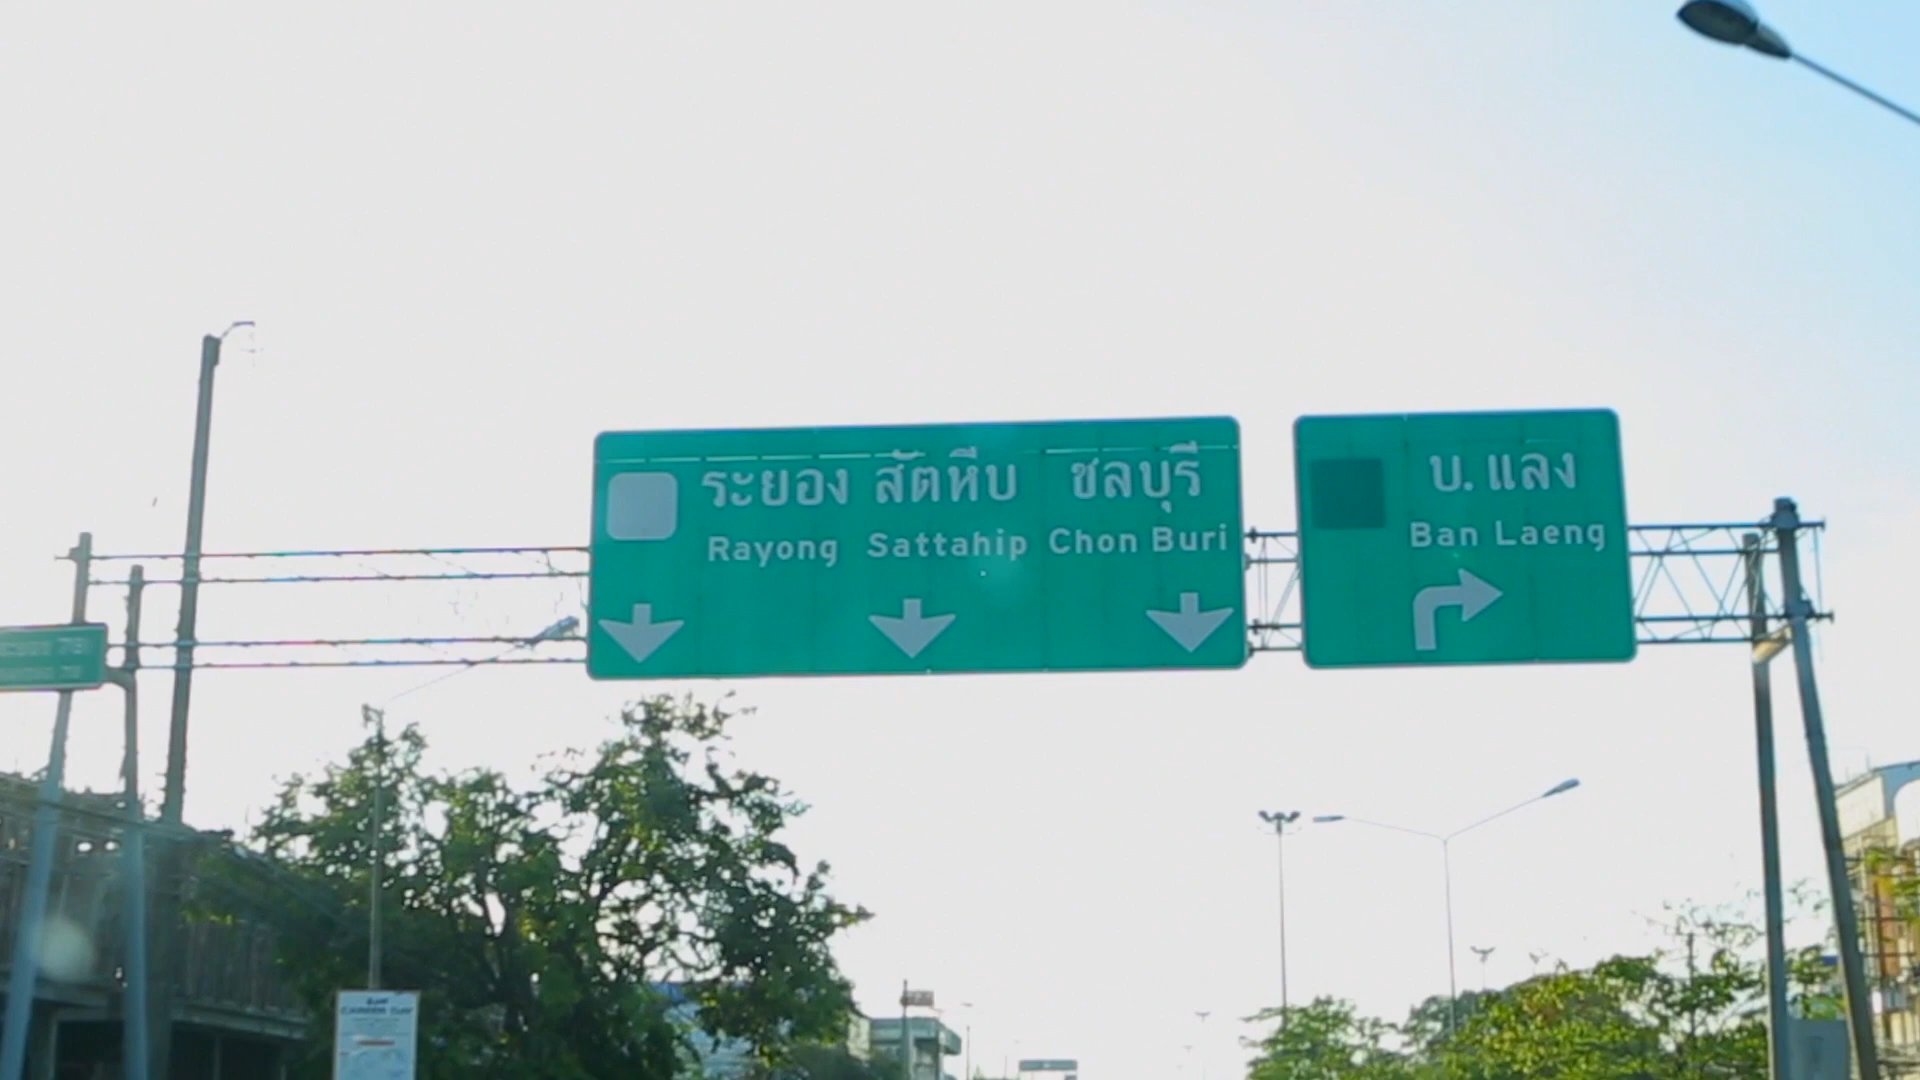 ระยอง สัตหีบ ชลบุรี
Rayong Sattahip Chon Buri
บ. แลง
Ban Laeng